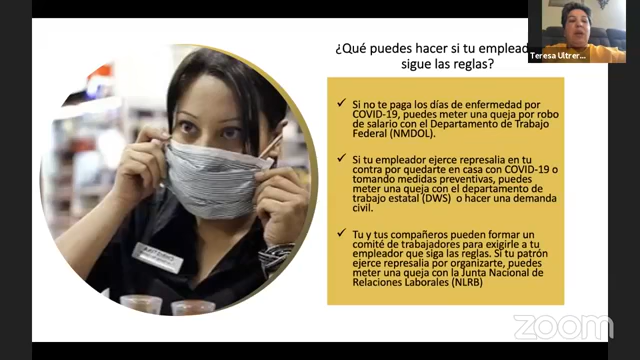 ¿Qué puedes hacer si tu emplead
sigue las reglas?
Teresa Ultrer...
✓ Si no te paga los días de enfermedad por
COVID-19, puedes meter una queja por robo
de salario con el Departamento de Trabajo
Federal (NMDOL).
✓ Si tu empleador ejerce represalia en tu
contra por quedarte en casa con COVID-19 o
tomando medidas preventivas, puedes
meter una queja con el departamento de
trabajo estatal (DWS) o hacer una demanda
civil.
✓ Tu y tus compañeros pueden formar un
comité de trabajadores para exigirle a tu
empleador que siga las reglas. Si tu patrón
ejerce represalia por organizarte, puedes
meter una queja con la Junta Nacional de
Relaciones Laborales (NLRB)
zoom